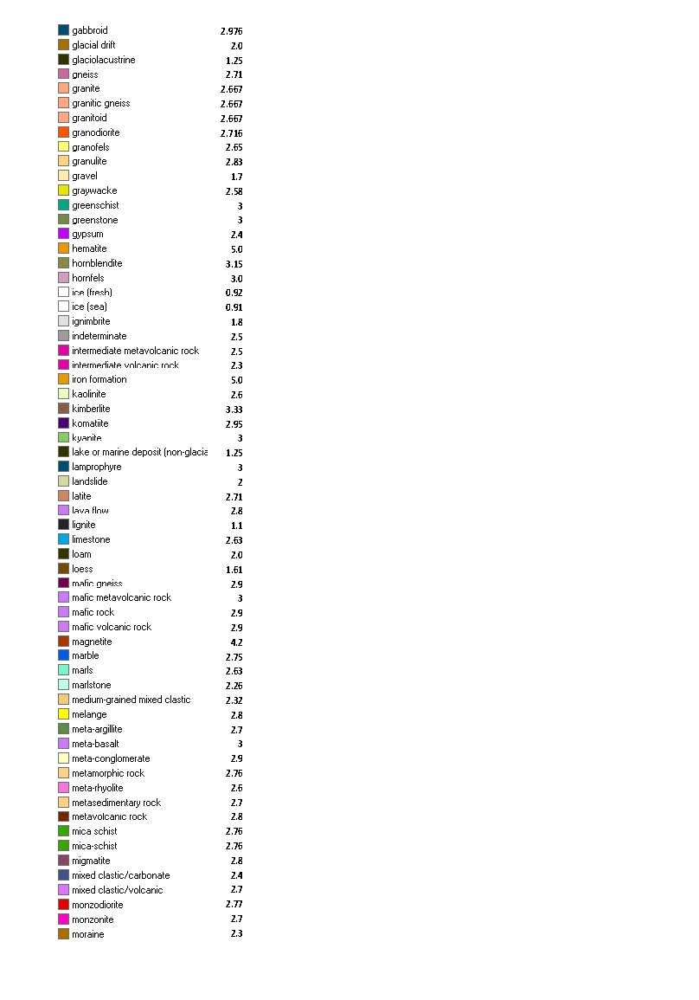 gabbroid 2.976
glacial drift 2.0
glaciolacustrine 1.25
gneiss 2.71
granite 2.667
granitic gneiss 2.667
granitoid 2.667
granodiorite 2.716
granofels 2.65
granulite 2.83
gravel 1.7
graywacke 2.58
greenschist 3
greenstone 3
gypsum 2.4
hematite 5.0
hornblendite 3.15
hornfels 3.0
ice (fresh) 0.92
ice (sea) 0.91
ignimbrite 1.8
indeterminate 2.5
intermediate metavolcanic rock 2.5
intermediate volcanic rock 2.3
iron formation 5.0
kaolinite 2.6
kimberlite 3.33
komatiite 2.95
kyanite 3
lake or marine deposit (non-glacia 1.25
lamprophyre 3
landslide 2
latite 2.71
lava flow 2.8
lignite 1.1
limestone 2.63
loam 2.0
loess 1.61
mafic gneiss 2.9
mafic metavolcanic rock 3
mafic rock 2.9
mafic volcanic rock 2.9
magnetite 4.2
marble 2.75
marls 2.63
marlstone 2.26
medium-grained mixed clastic 2.32
melange 2.8
meta-argillite 2.7
meta-basalt 3
meta-conglomerate 2.9
metamorphic rock 2.76
meta-rhyolite 2.6
metasedimentary rock 2.7
metavolcanic rock 2.8
mica schist 2.76
mica-schist 2.76
migmatite 2.8
mixed clastic/carbonate 2.4
mixed clastic/volcanic 2.7
monzodiorite 2.77
monzonite 2.7
moraine 2.3